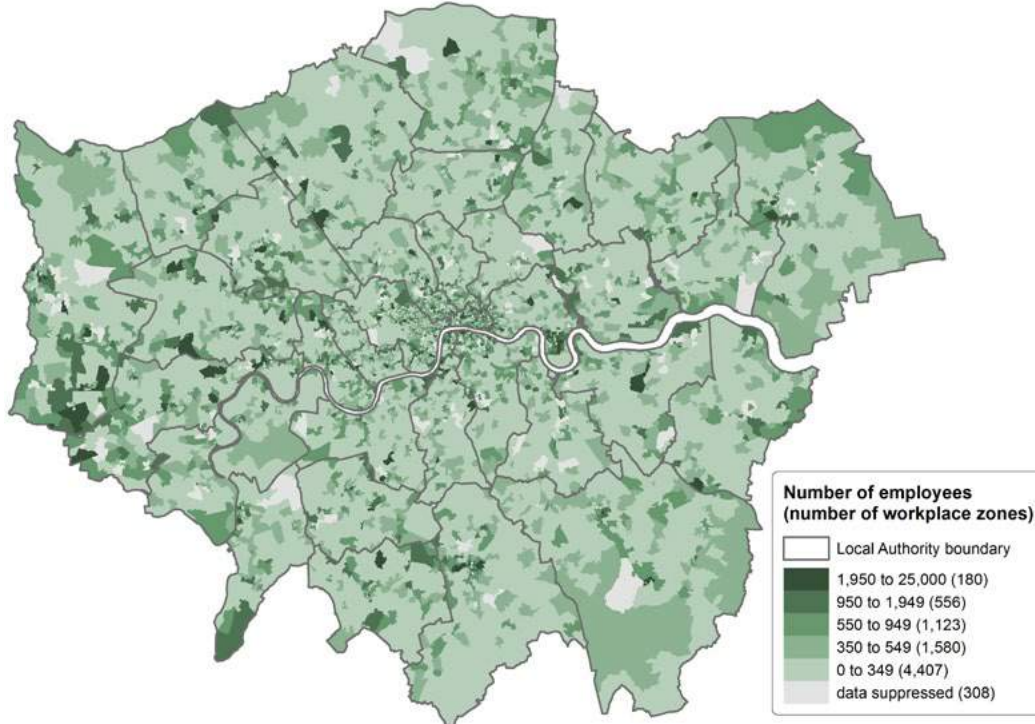 Number of employees
(number of workplace zones)
Local Authority boundary
1,950 to 25,000 (180)
950 to 1,949 (556)
550 to 949 (1,123)
350 to 549 (1,580)
0 to 349 (4,407)
data suppressed (308)